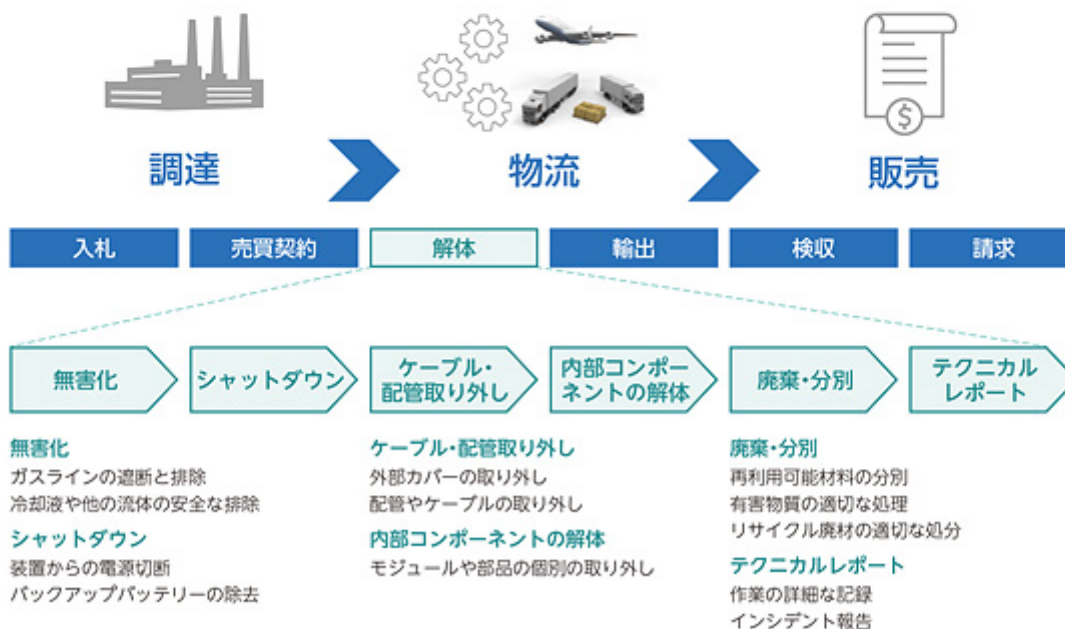 調達
物流
販売
$
入札
売買契約
解体
輸出
検収
請求
無害化
シャットダウン
ケーブル・
配管取り外し
内部コンポー
ネントの解体
廃棄・分別
テクニカル
レポート
無害化
ガスラインの遮断と排除
冷却液や他の流体の安全な排除
シャットダウン
装置からの電源切断
バックアップバッテリーの除去
ケーブル・配管取り外し
外部カバーの取り外し
配管やケーブルの取り外し
内部コンポーネントの解体
モジュールや部品の個別の取り外し
廃棄・分別
再利用可能材料の分別
有害物質の適切な処理
リサイクル廃材の適切な処分
テクニカルレポート
作業の詳細な記録
インシデント報告